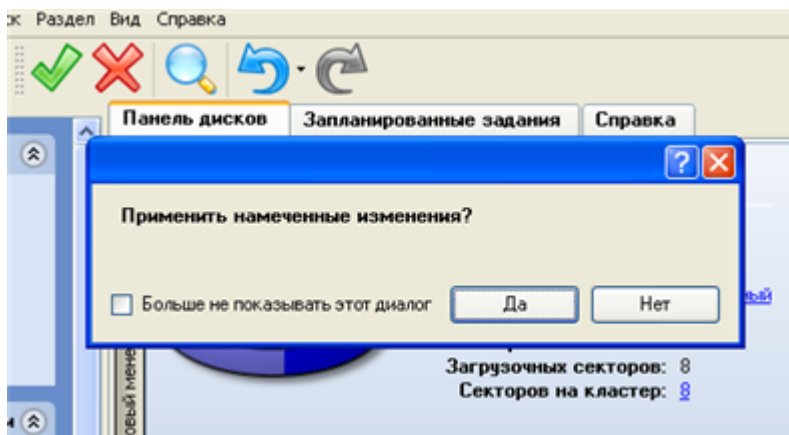 Раздел Вид Справка
Панель дисков Запланированные задания Справка
Применить намеченные изменения?
Больше не показывать этот диалог Да Нет
Загрузочных секторов: 8
Секторов на кластер: 8